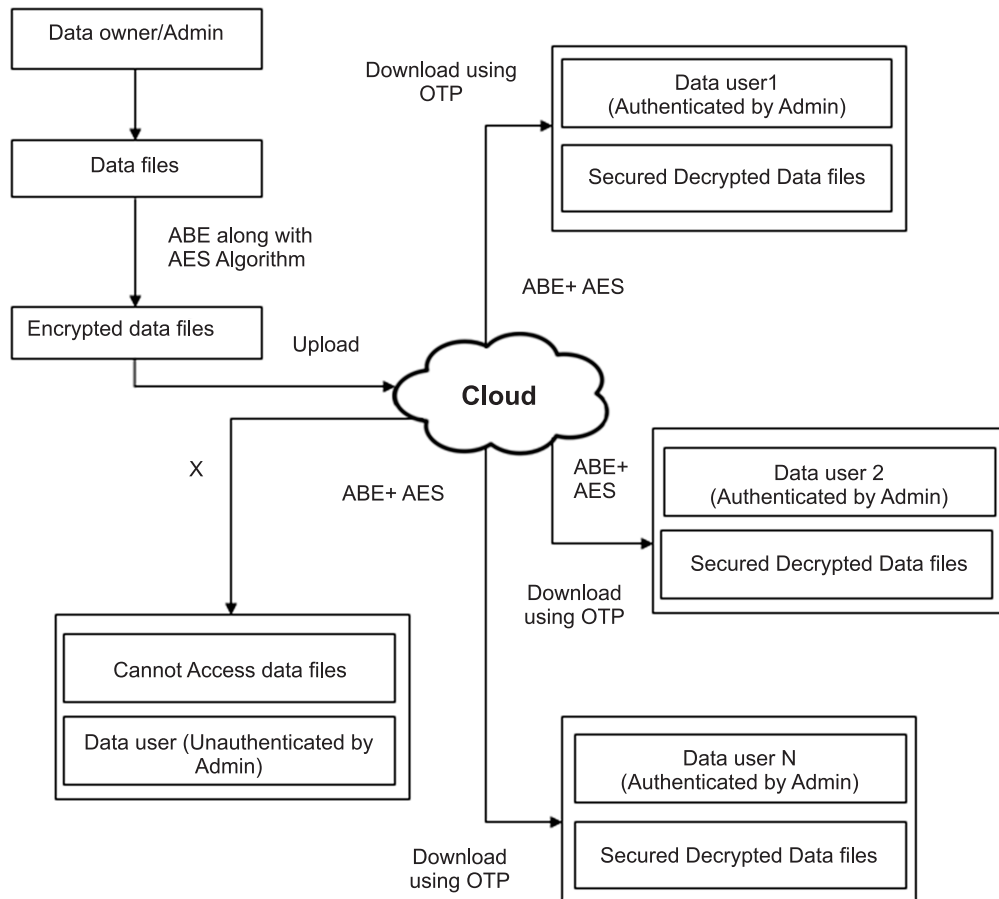 Data owner/Admin
Data files
ABE along with
AES Algorithm
Encrypted data files
Upload
Cloud
Download using
OTP
ABE+ AES
Data user1
(Authenticated by Admin)
Secured Decrypted Data files
ABE+
AES
Download
using OTP
Data user 2
(Authenticated by Admin)
Secured Decrypted Data files
X
Cannot Access data files
Data user (Unauthenticated by
Admin)
ABE+ AES
Download
using OTP
Data user N
(Authenticated by Admin)
Secured Decrypted Data files